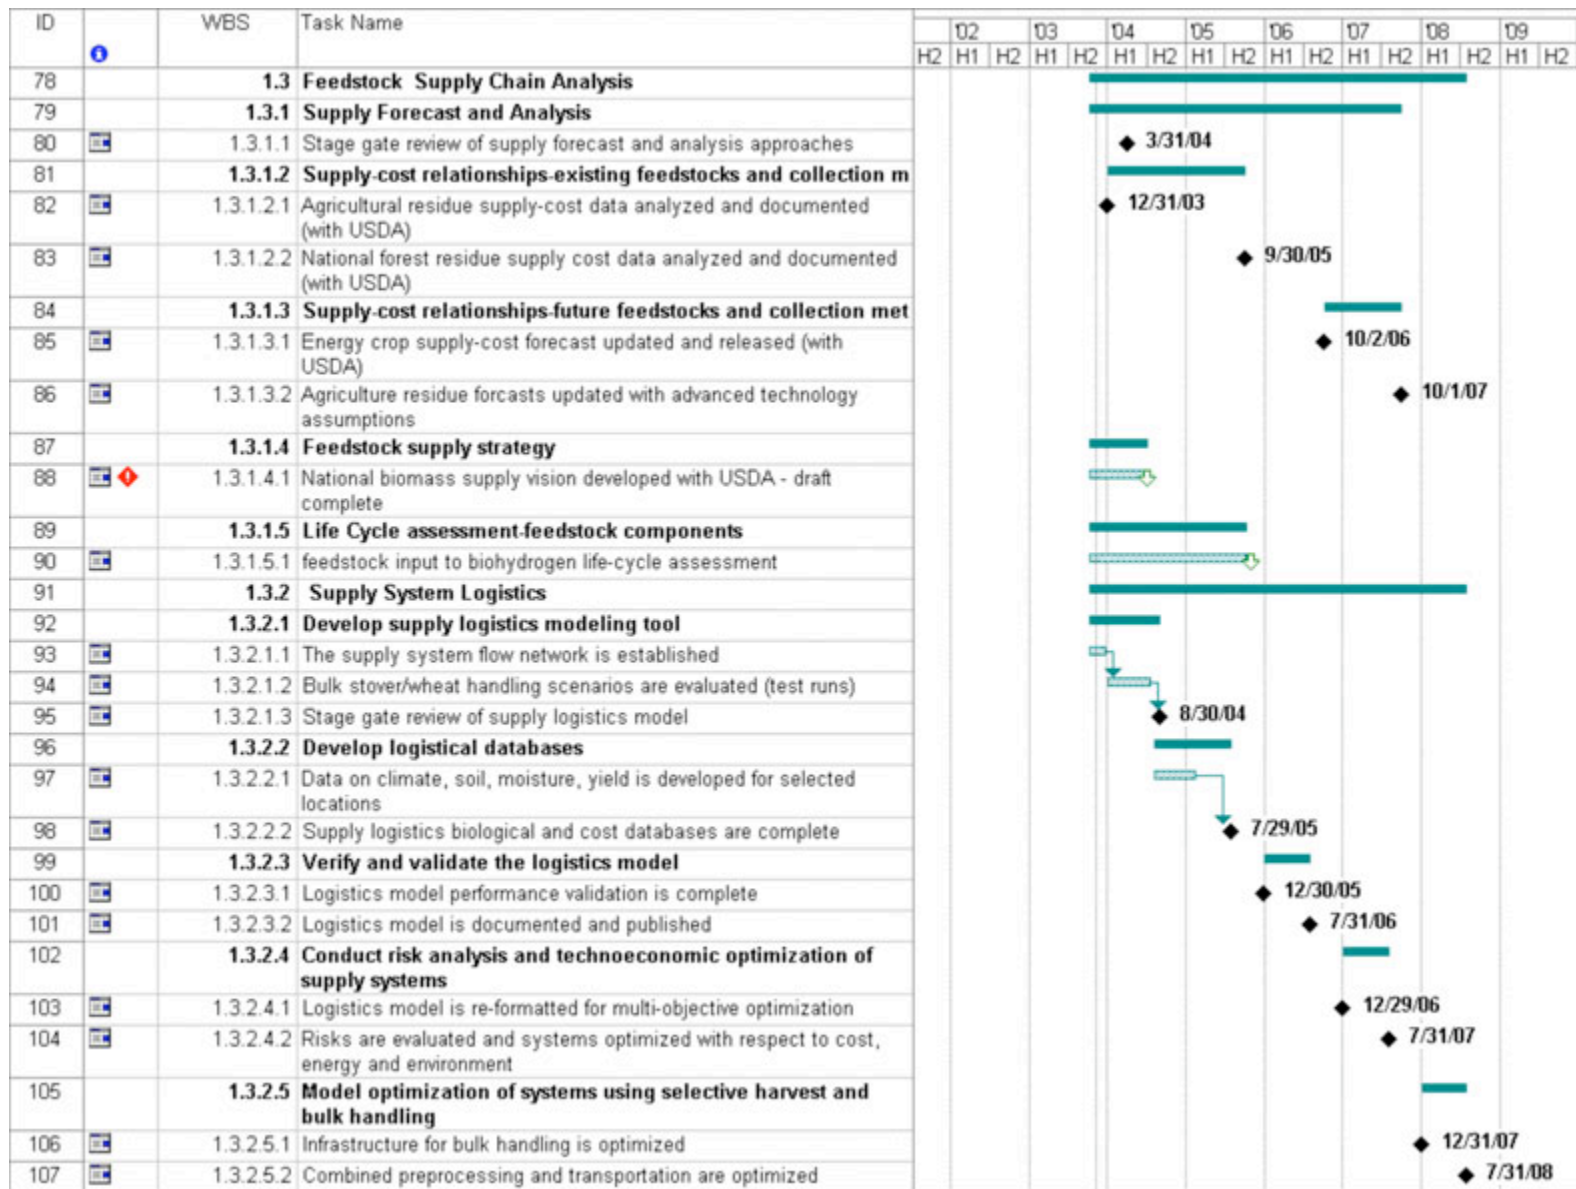 ID WBS Task Name
'02 '03 '04 '05 '06 '07 '08 '09
H2 H1 H2 H1 H2 H1 H2 H1 H2 H1 H2 H1 H2 H1 H2 H1 H2
78 1.3 Feedstock Supply Chain Analysis
79 1.3.1 Supply Forecast and Analysis
80 1.3.1.1 Stage gate review of supply forecast and analysis approaches 3/31/04
81 1.3.1.2 Supply-cost relationships-existing feedstocks and collection m
82 1.3.1.2.1 Agricultural residue supply-cost data analyzed and documented 12/31/03
(with USDA)
83 1.3.1.2.2 National forest residue supply cost data analyzed and documented 9/30/05
(with USDA)
84 1.3.1.3 Supply-cost relationships-future feedstocks and collection met
85 1.3.1.3.1 Energy crop supply-cost forecast updated and released (with 10/2/06
USDA)
86 1.3.1.3.2 Agriculture residue forcasts updated with advanced technology 10/1/07
assumptions
87 1.3.1.4 Feedstock supply strategy
88 1.3.1.4.1 National biomass supply vision developed with USDA - draft
complete
89 1.3.1.5 Life Cycle assessment-feedstock components
90 1.3.1.5.1 feedstock input to biohydrogen life-cycle assessment
91 1.3.2 Supply System Logistics
92 1.3.2.1 Develop supply logistics modeling tool
93 1.3.2.1.1 The supply system flow network is established
94 1.3.2.1.2 Bulk stover/wheat handling scenarios are evaluated (test runs)
95 1.3.2.1.3 Stage gate review of supply logistics model 8/30/04
96 1.3.2.2 Develop logistical databases
97 1.3.2.2.1 Data on climate, soil, moisture, yield is developed for selected
locations
98 1.3.2.2.2 Supply logistics biological and cost databases are complete 7/29/05
99 1.3.2.3 Verify and validate the logistics model
100 1.3.2.3.1 Logistics model performance validation is complete 12/30/05
101 1.3.2.3.2 Logistics model is documented and published 7/31/06
102 1.3.2.4 Conduct risk analysis and technoeconomic optimization of
supply systems
103 1.3.2.4.1 Logistics model is re-formatted for multi-objective optimization 12/29/06
104 1.3.2.4.2 Risks are evaluated and systems optimized with respect to cost, 7/31/07
energy and environment
105 1.3.2.5 Model optimization of systems using selective harvest and
bulk handling
106 1.3.2.5.1 Infrastructure for bulk handling is optimized 12/31/07
107 1.3.2.5.2 Combined preprocessing and transportation are optimized 7/31/08